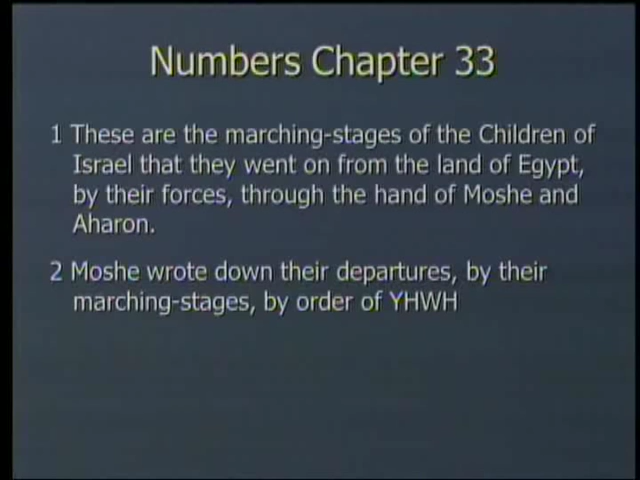 Numbers Chapter 33
1 These are the marching-stages of the Children of
Israel that they went on from the land of Egypt,
by their forces, through the hand of Moshe and
Aharon.
2 Moshe wrote down their departures, by their
marching-stages, by order of YHWH